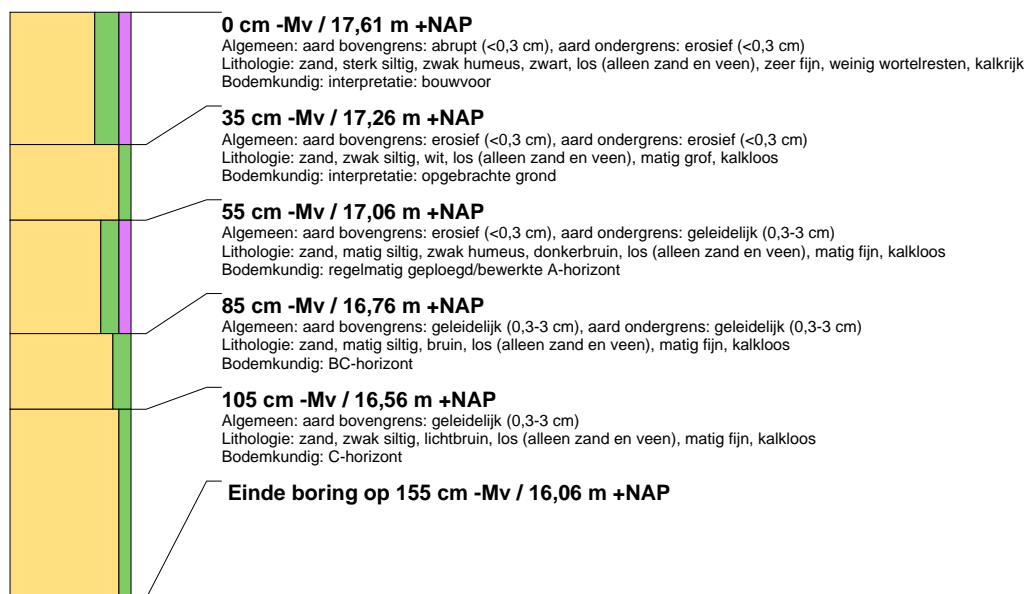 0 cm -Mv / 17,61 m +NAP
Algemeen: aard bovengrens: abrupt (<0,3 cm), aard ondergrens: erosief (<0,3 cm)
Lithologie: zand, sterk siltig, zwak humeus, zwart, los (alleen zand en veen), zeer fijn, weinig wortelresten, kalkrijk
Bodemkundig: interpretatie: bouwvoor
35 cm -Mv / 17,26 m +NAP
Algemeen: aard bovengrens: erosief (<0,3 cm), aard ondergrens: erosief (<0,3 cm)
Lithologie: zand, zwak siltig, wit, los (alleen zand en veen), matig grof, kalkloos
Bodemkundig: interpretatie: opgebrachte grond
55 cm -Mv / 17,06 m +NAP
Algemeen: aard bovengrens: erosief (<0,3 cm), aard ondergrens: geleidelijk (0,3-3 cm)
Lithologie: zand, matig siltig, zwak humeus, donkerbruin, los (alleen zand en veen), matig fijn, kalkloos
Bodemkundig: regelmatig geploegd/bewerkte A-horizont
85 cm -Mv / 16,76 m +NAP
Algemeen: aard bovengrens: geleidelijk (0,3-3 cm), aard ondergrens: geleidelijk (0,3-3 cm)
Lithologie: zand, matig siltig, bruin, los (alleen zand en veen), matig fijn, kalkloos
Bodemkundig: BC-horizont
105 cm -Mv / 16,56 m +NAP
Algemeen: aard bovengrens: geleidelijk (0,3-3 cm)
Lithologie: zand, zwak siltig, lichtbruin, los (alleen zand en veen), matig fijn, kalkloos
Bodemkundig: C-horizont
Einde boring op 155 cm -Mv / 16,06 m +NAP